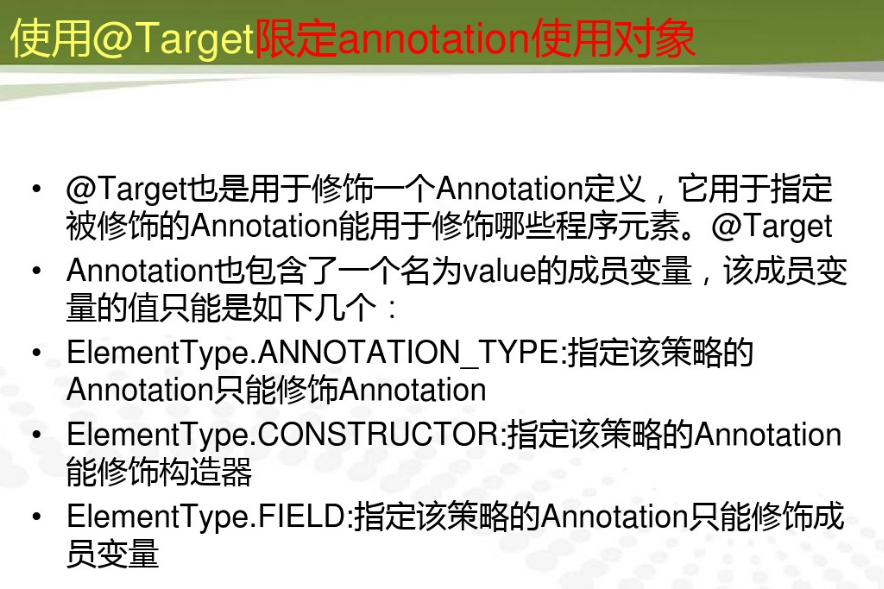 使用@Target限定annotation使用对象
• @Target也是用于修饰一个Annotation定义，它用于指定
被修饰的Annotation能用于修饰哪些程序元素。@Target
• Annotation也包含了一个名为value的成员变量，该成员变
量的值只能是如下几个：
• ElementType.ANNOTATION_TYPE:指定该策略的
Annotation只能修饰Annotation
• ElementType.CONSTRUCTOR:指定该策略的Annotation
能修饰构造器
• ElementType.FIELD:指定该策略的Annotation只能修饰成
员变量